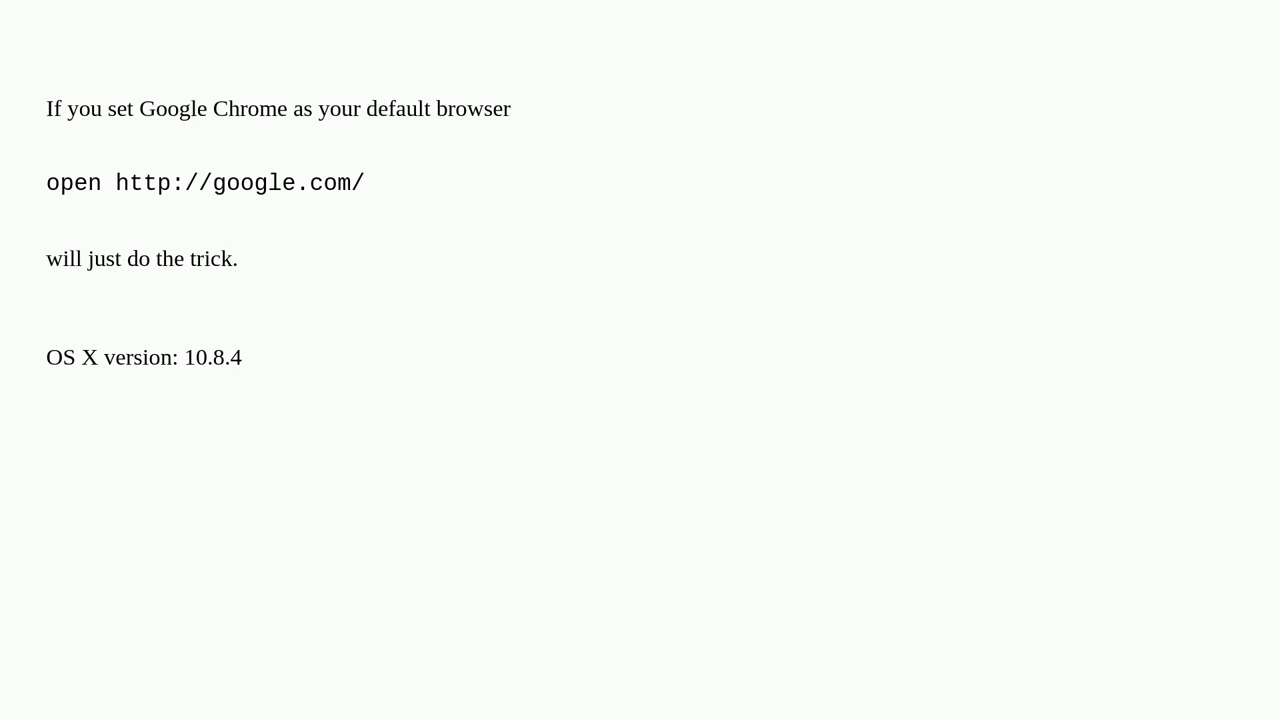 If you set Google Chrome as your default browser
open http://google.com/
will just do the trick.
OS X version: 10.8.4